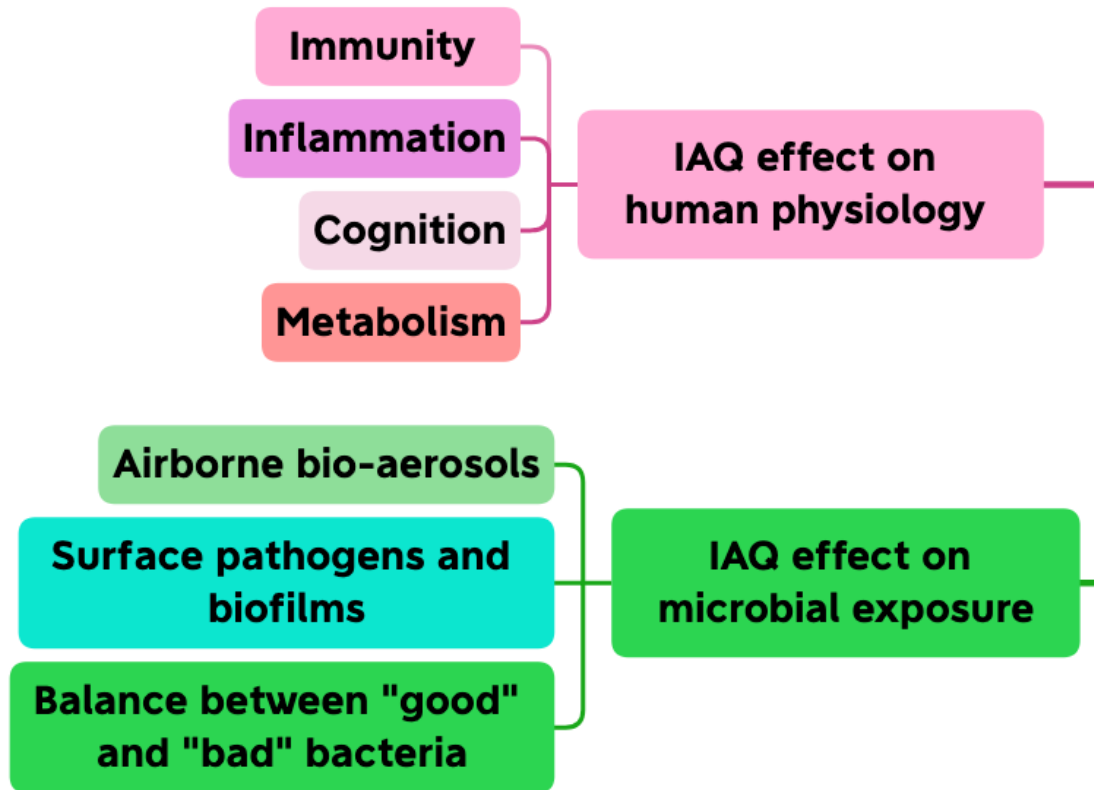 Immunity
Inflammation
Cognition
Metabolism
IAQ effect on
human physiology
Airborne bio-aerosols
Surface pathogens and
biofilms
Balance between "good"
and "bad" bacteria
IAQ effect on
microbial exposure